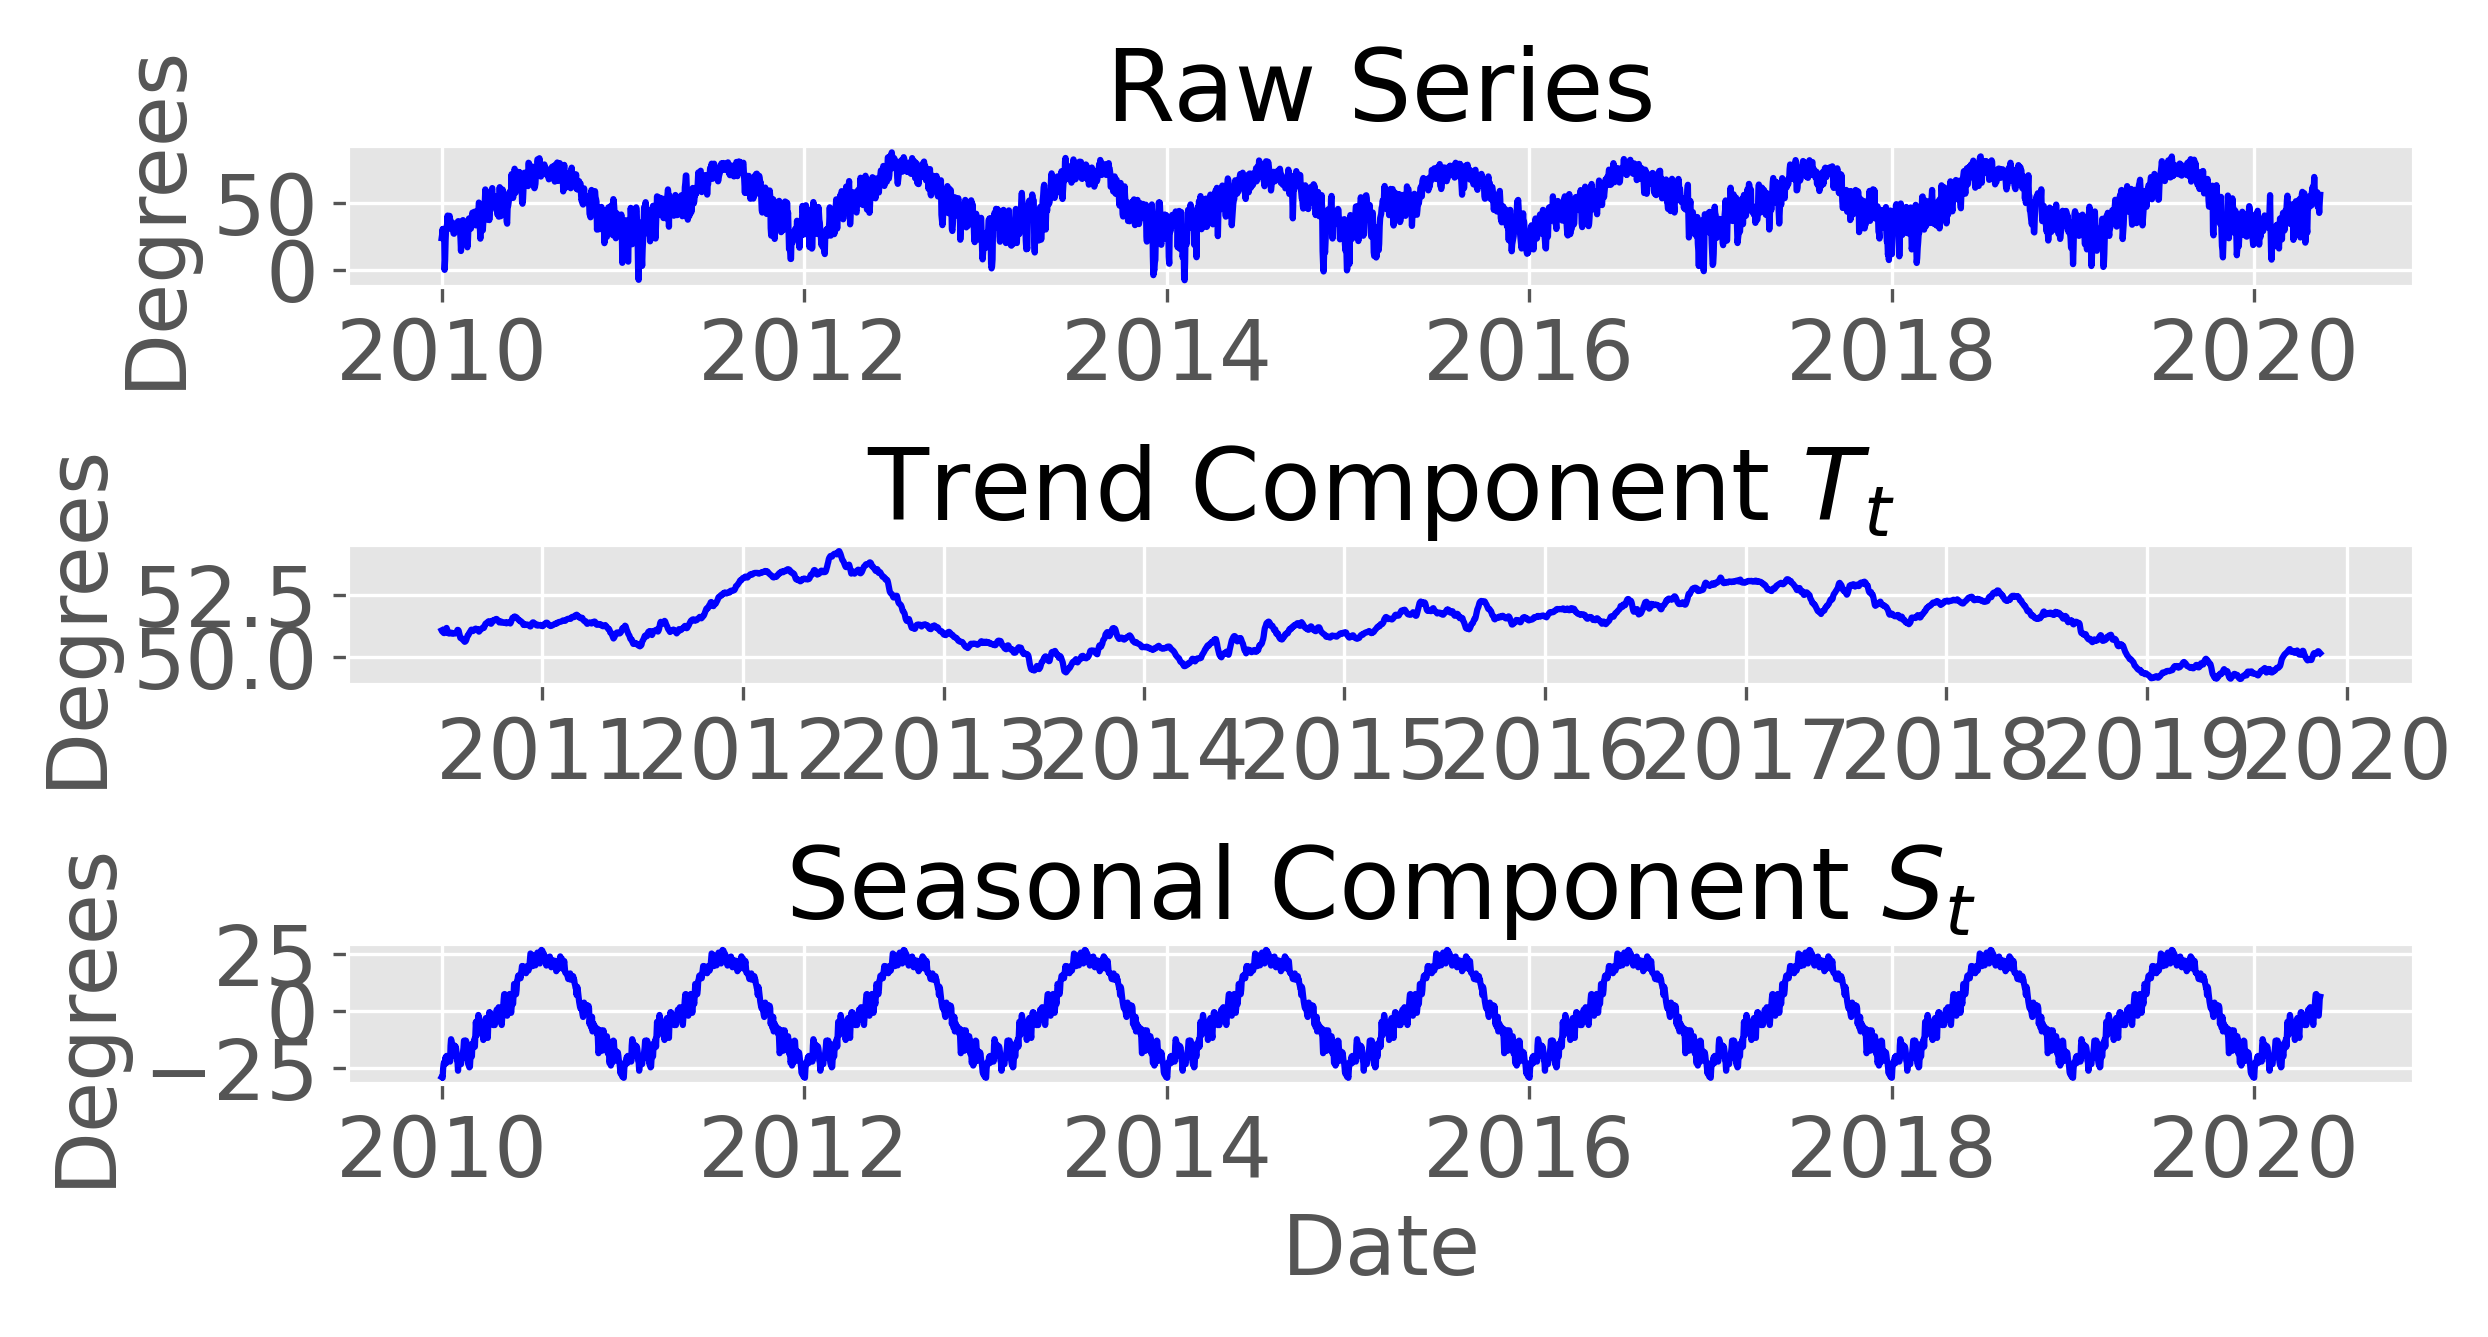 Raw Series
Degrees
50
0
2010 2012 2014 2016 2018 2020
Trend Component T_t
Degrees
52.5
50.0
2011 2012 2013 2014 2015 2016 2017 2018 2019 2020
Seasonal Component S_t
Degrees
25
0
−25
2010 2012 2014 2016 2018 2020
Date